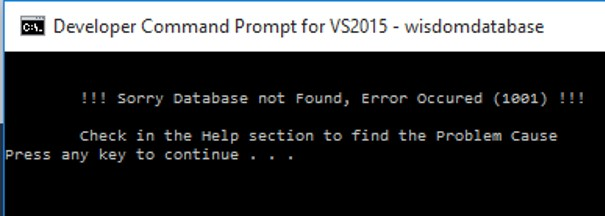 Developer Command Prompt for VS2015 - wisdomdatabase
!!! Sorry Database not Found, Error Occured (1001) !!!
Check in the Help section to find the Problem Cause
Press any key to continue . . .